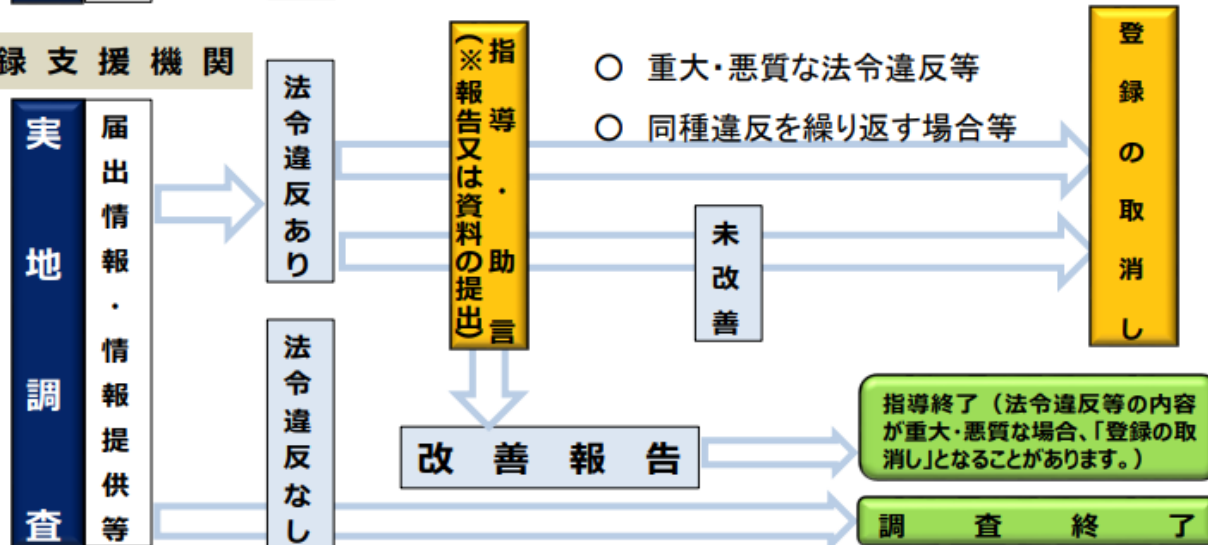 録支援機関
実地調査
届出情報・情報提供等
法令違反あり
法令違反なし
指導・助言
(※報告又は資料の提出)
○ 重大・悪質な法令違反等
○ 同種違反を繰り返す場合等
未改善
登録の取消し
改善報告
指導終了（法令違反等の内容
が重大・悪質な場合、「登録の取
消し」となることがあります。）
調査終了